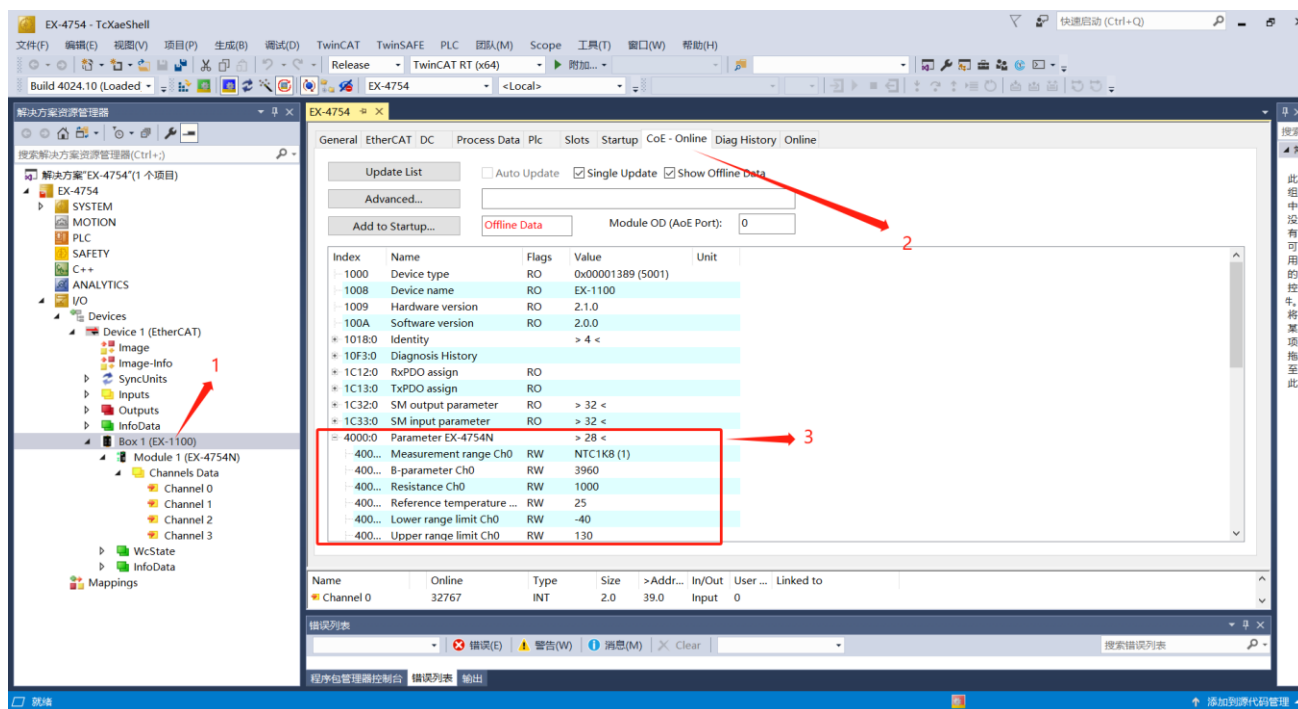 EX-4754 - TcXaeShell
快速启动 (Ctrl+Q)
文件(F) 编辑(E) 视图(V) 项目(P) 生成(B) 调试(D) TwinCAT TwinSAFE PLC 团队(M) Scope 工具(T) 窗口(W) 帮助(H)
Release TwinCAT RT (x64) 附加...
Build 4024.10 (Loaded EX-4754 <Local>
解决方案资源管理器
搜索解决方案资源管理器(Ctrl+;)
解决方案"EX-4754"(1 个项目)
EX-4754
SYSTEM
MOTION
PLC
SAFETY
C++
ANALYTICS
I/O
Devices
Device 1 (EtherCAT)
Image
Image-Info
SyncUnits
Inputs
Outputs
InfoData
Box 1 (EX-1100)
Module 1 (EX-4754N)
Channels Data
Channel 0
Channel 1
Channel 2
Channel 3
WcState
InfoData
Mappings
1
EX-4754
General EtherCAT DC Process Data Plc Slots Startup CoE - Online Diag History Online
Update List Auto Update Single Update Show Offline Data
Advanced...
Add to Startup... Offline Data Module OD (AoE Port): 0
2
Index Name Flags Value Unit
1000 Device type RO 0x00001389 (5001)
1008 Device name RO EX-1100
1009 Hardware version RO 2.1.0
100A Software version RO 2.0.0
1018:0 Identity > 4 <
10F3:0 Diagnosis History
1C12:0 RxPDO assign RO
1C13:0 TxPDO assign RO
1C32:0 SM output parameter RO > 32 <
1C33:0 SM input parameter RO > 32 <
4000:0 Parameter EX-4754N > 28 <
400... Measurement range Ch0 RW NTC1K8 (1)
400... B-parameter Ch0 RW 3960
400... Resistance Ch0 RW 1000
400... Reference temperature ... RW 25
400... Lower range limit Ch0 RW -40
400... Upper range limit Ch0 RW 130
3
Name Online Type Size >Addr... In/Out User ... Linked to
Channel 0 32767 INT 2.0 39.0 Input 0
错误列表
错误(E) 警告(W) 消息(M) Clear 搜索错误列表
程序包管理器控制台 错误列表 输出
就绪
添加到源代码管理
此
组
中
没
有
可
用
的
控
件。
将
某
项
拖
至
此